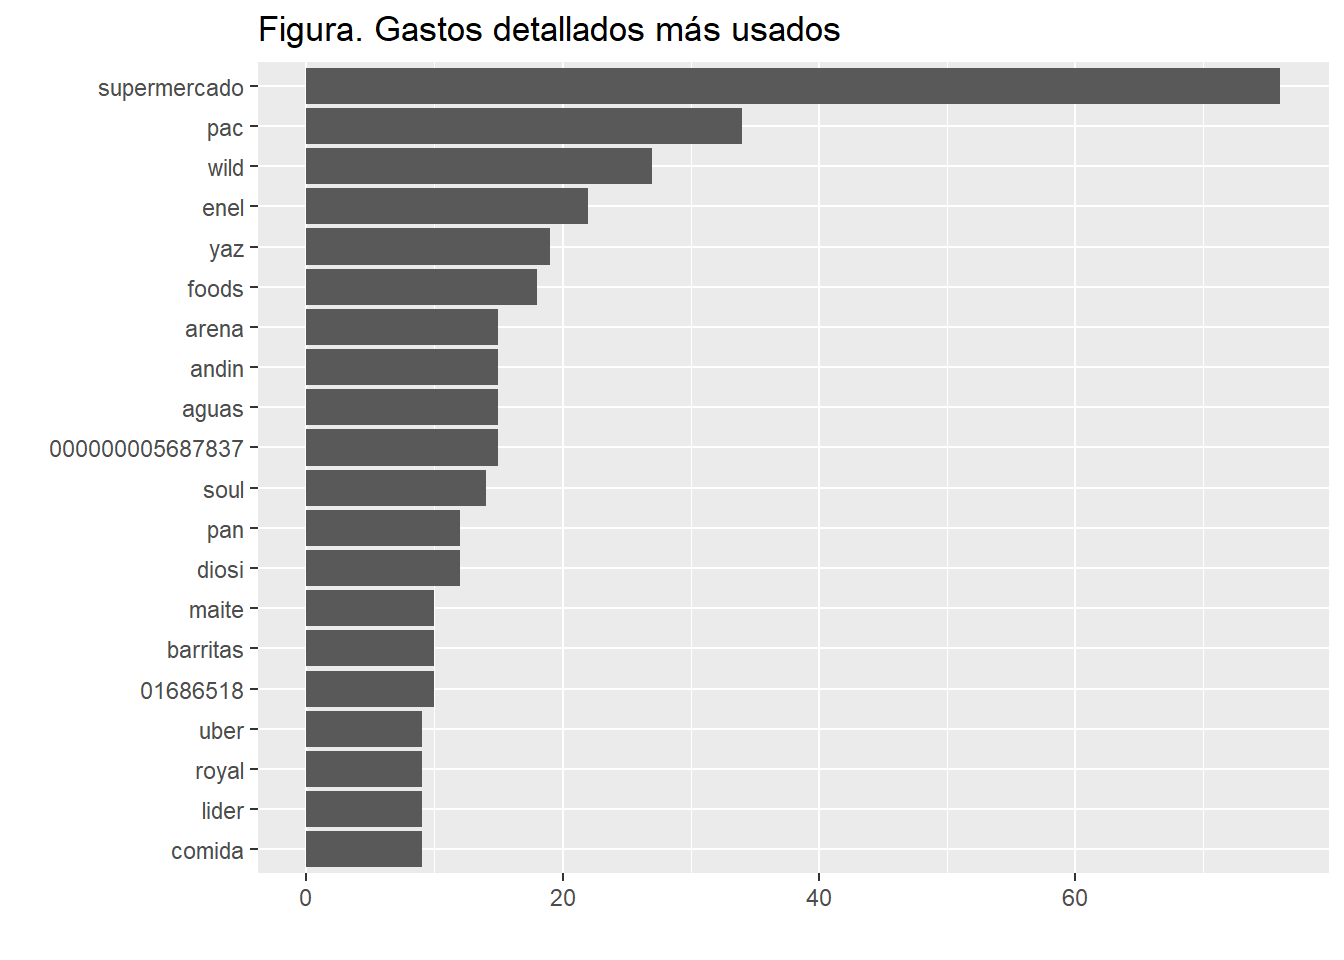 Figura. Gastos detallados más usados
supermercado
pac
wild
enel
yaz
foods
arena
andin
aguas
000000005687837
soul
pan
diosi
maite
barritas
01686518
uber
royal
lider
comida
0 20 40 60